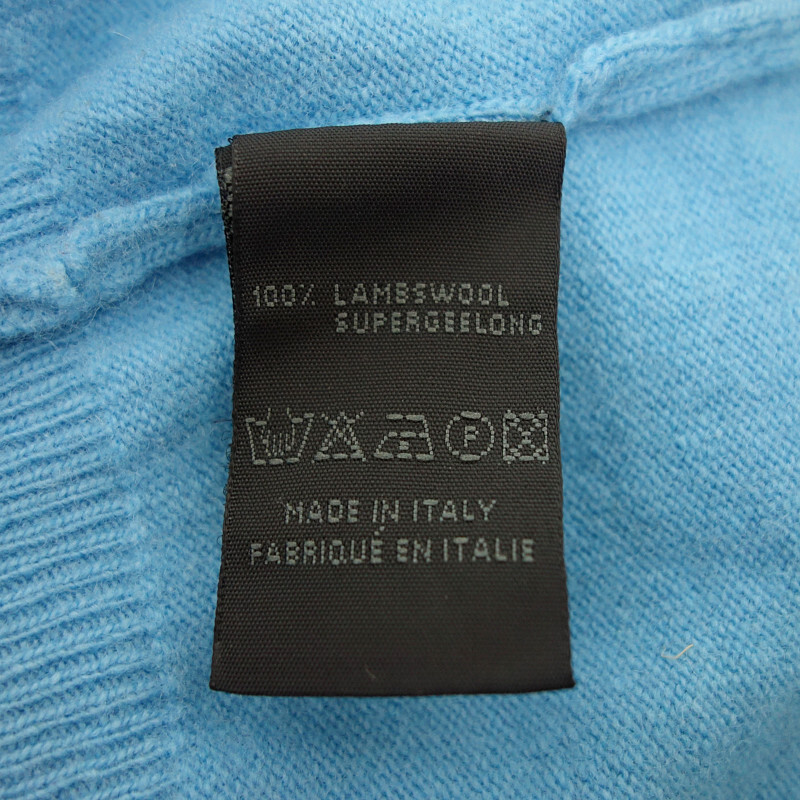 100% LAMBSWOOL
SUPERGEELONG
P
MADE IN ITALY
FABRIQUÉ EN ITALIE